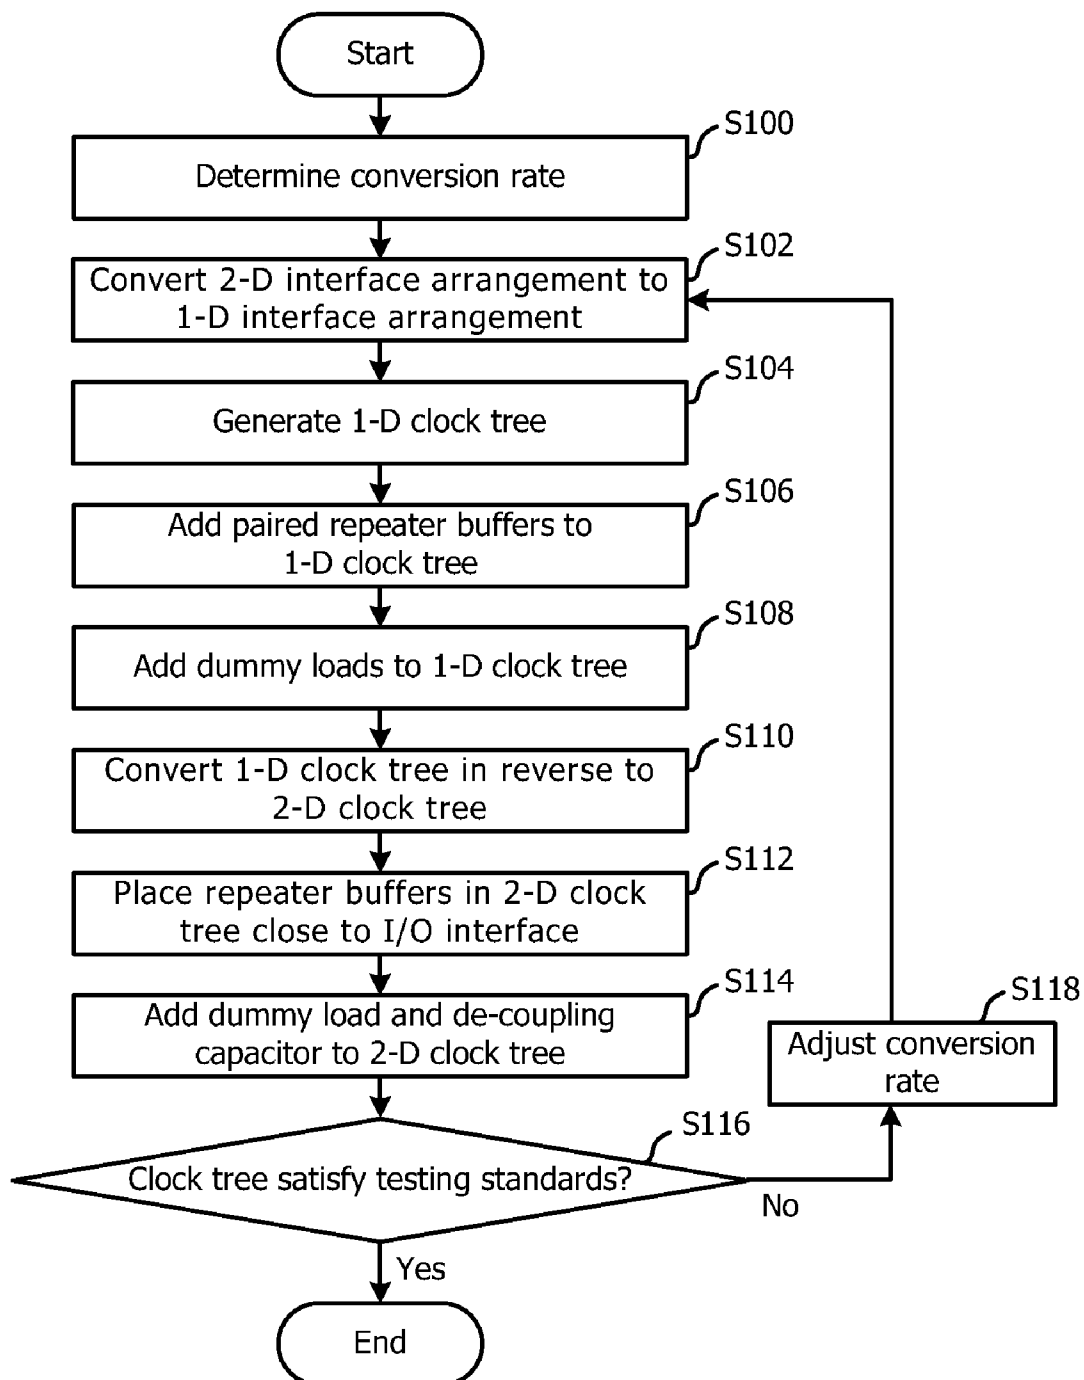 Start
S100
Determine conversion rate
S102
Convert 2-D interface arrangement to
1-D interface arrangement
S104
Generate 1-D clock tree
S106
Add paired repeater buffers to
1-D clock tree
S108
Add dummy loads to 1-D clock tree
S110
Convert 1-D clock tree in reverse to
2-D clock tree
S112
Place repeater buffers in 2-D clock
tree close to I/O interface
S114
Add dummy load and de-coupling
capacitor to 2-D clock tree
S118
Adjust conversion
rate
S116
Clock tree satisfy testing standards?
No
Yes
End